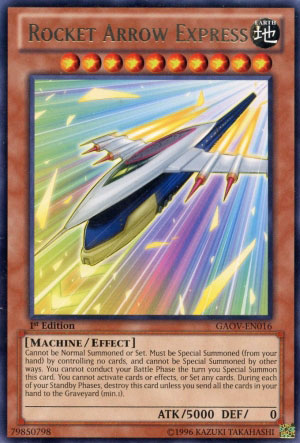 ROCKET ARROW EXPRESS
EARTH
地
1st Edition
GAOV-EN016
[MACHINE / EFFECT]
Cannot be Normal Summoned or Set. Must be Special Summoned (from your
hand) by controlling no cards, and cannot be Special Summoned by other
ways. You cannot conduct your Battle Phase the turn you Special Summon
this card. You cannot activate cards or effects, or Set any cards. During each
of your Standby Phases, destroy this card unless you send all cards in your
hand to the Graveyard (min.1).
ATK/5000 DEF/ 0
79850798
©1996 KAZUKI TAKAHASHI